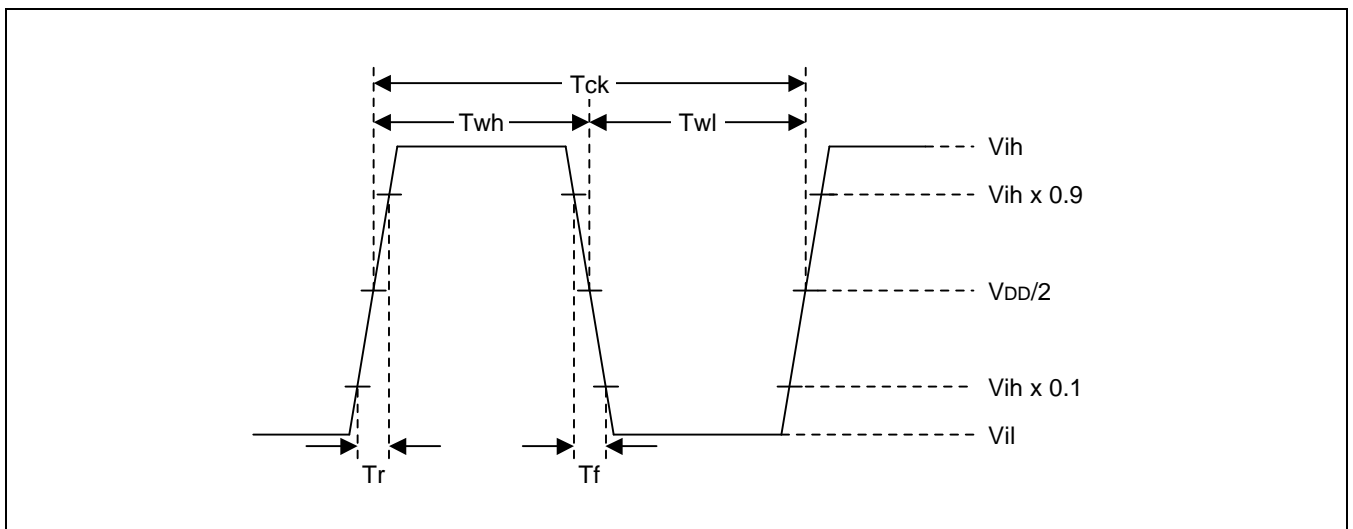 Tck
Twh
Twl
Vih
Vih x 0.9
VDD/2
Vih x 0.1
Vil
Tr
Tf